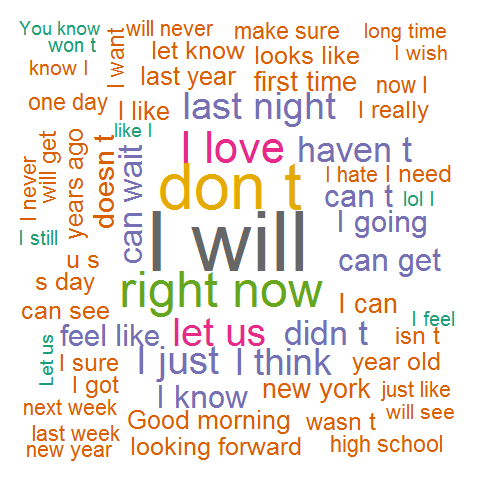 You know
will never
make sure
long time
won t
I want
let know
looks like
I wish
know I
last year
first time
now I
one day
I like
last night
I really
like I
I never
will get
years ago
doesn t
can wait
I love
haven t
don t
I hate
I need
can t
lol I
I still
I will
I going
u s
can get
s day
right now
can see
I can
I feel
Let us
feel like
let us
didn t
isn t
I sure
I just
I think
year old
I got
I know
new york
just like
next week
Good morning
wasn t
will see
last week
new year
looking forward
high school